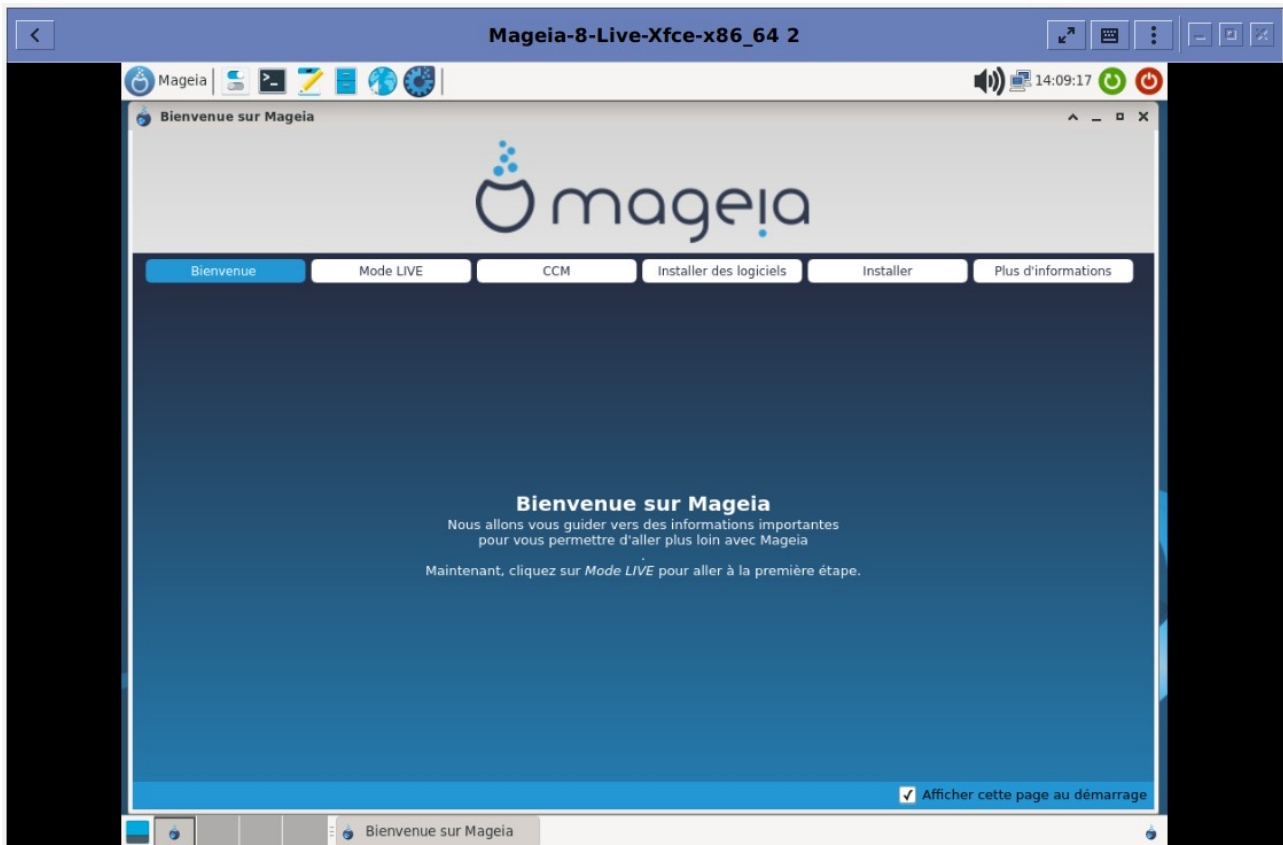 Mageia-8-Live-Xfce-x86_64 2
Mageia
14:09:17
Bienvenue sur Mageia
mageia
Bienvenue
Mode LIVE
CCM
Installer des logiciels
Installer
Plus d'informations
Bienvenue sur Mageia
Nous allons vous guider vers des informations importantes
pour vous permettre d'aller plus loin avec Mageia
.
Maintenant, cliquez sur Mode LIVE pour aller à la première étape.
Afficher cette page au démarrage
Bienvenue sur Mageia